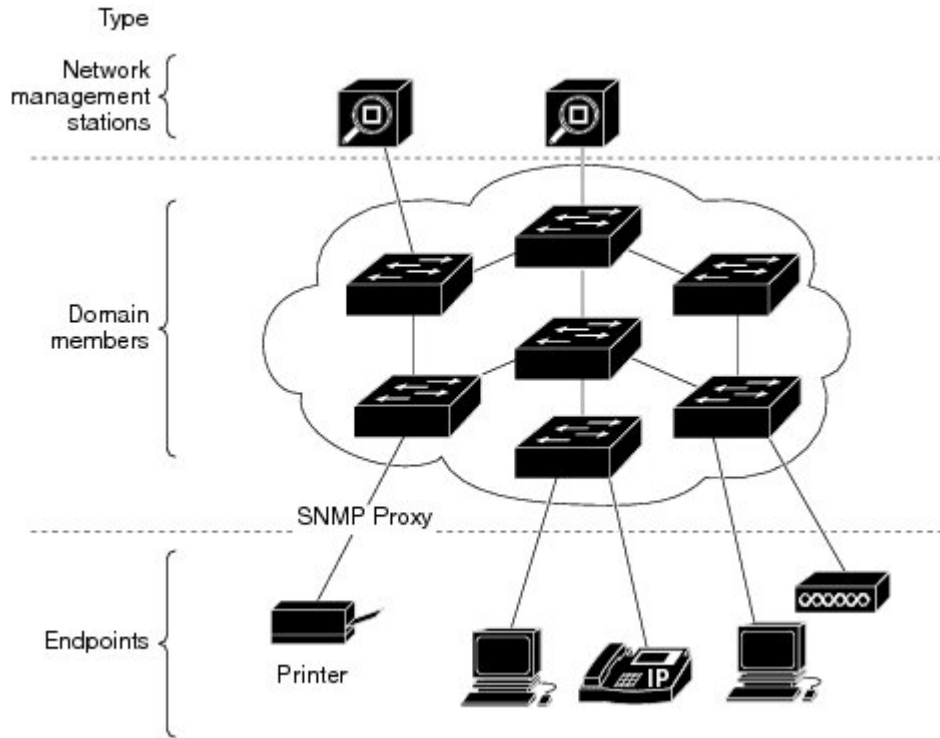 Type
Network
management
stations
Domain
members
SNMP Proxy
Endpoints
Printer
IP